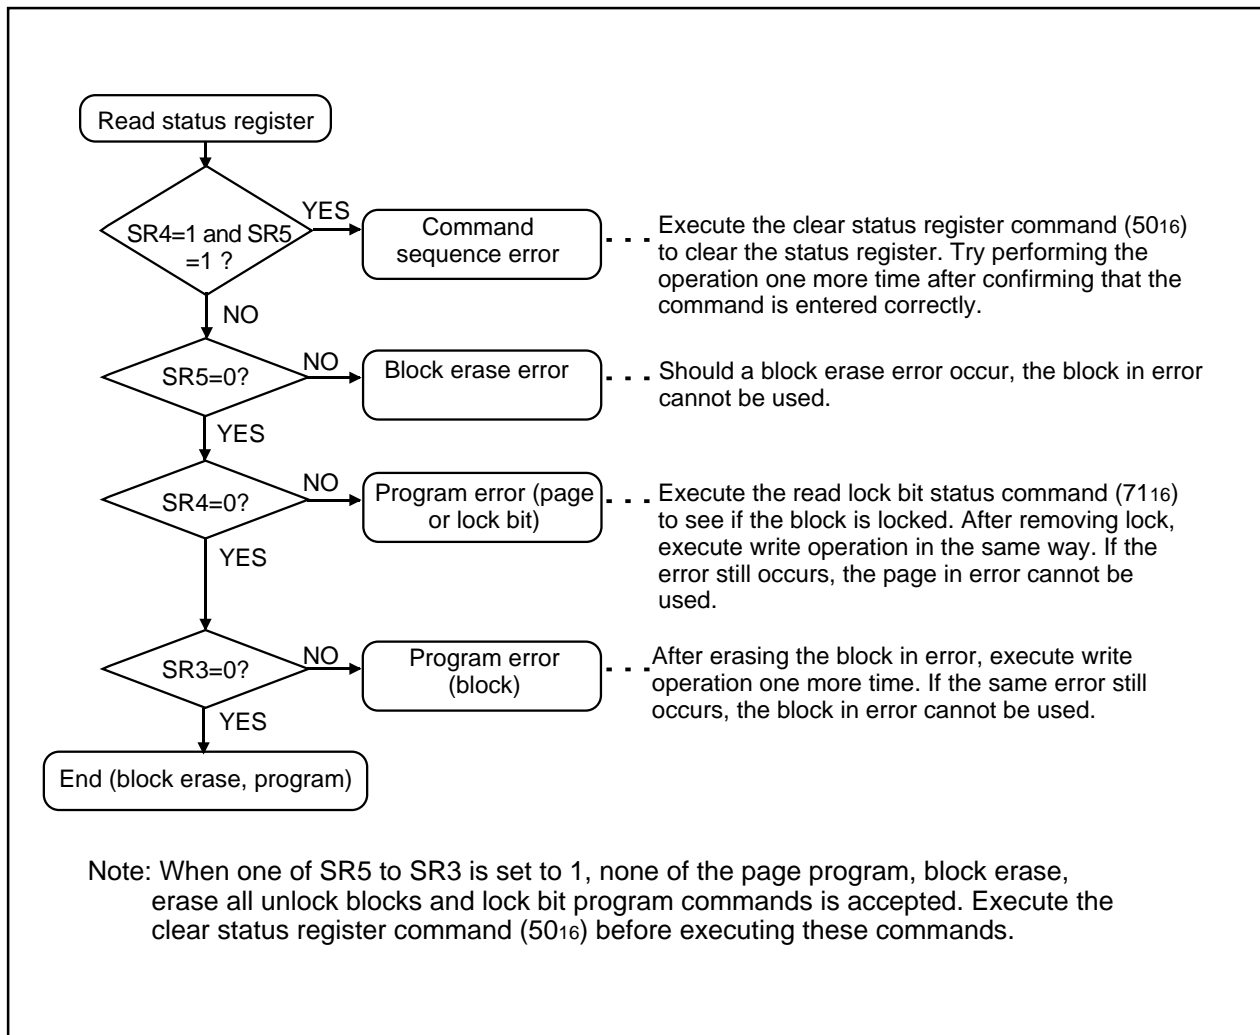 Read status register
SR4=1 and SR5
=1 ?
YES
Command
sequence error
Execute the clear status register command (5016)
to clear the status register. Try performing the
operation one more time after confirming that the
command is entered correctly.
NO
SR5=0?
NO
Block erase error
Should a block erase error occur, the block in error
cannot be used.
YES
SR4=0?
NO
Program error (page
or lock bit)
Execute the read lock bit status command (7116)
to see if the block is locked. After removing lock,
execute write operation in the same way. If the
error still occurs, the page in error cannot be
used.
YES
SR3=0?
NO
Program error
(block)
After erasing the block in error, execute write
operation one more time. If the same error still
occurs, the block in error cannot be used.
YES
End (block erase, program)
Note: When one of SR5 to SR3 is set to 1, none of the page program, block erase,
erase all unlock blocks and lock bit program commands is accepted. Execute the
clear status register command (5016) before executing these commands.